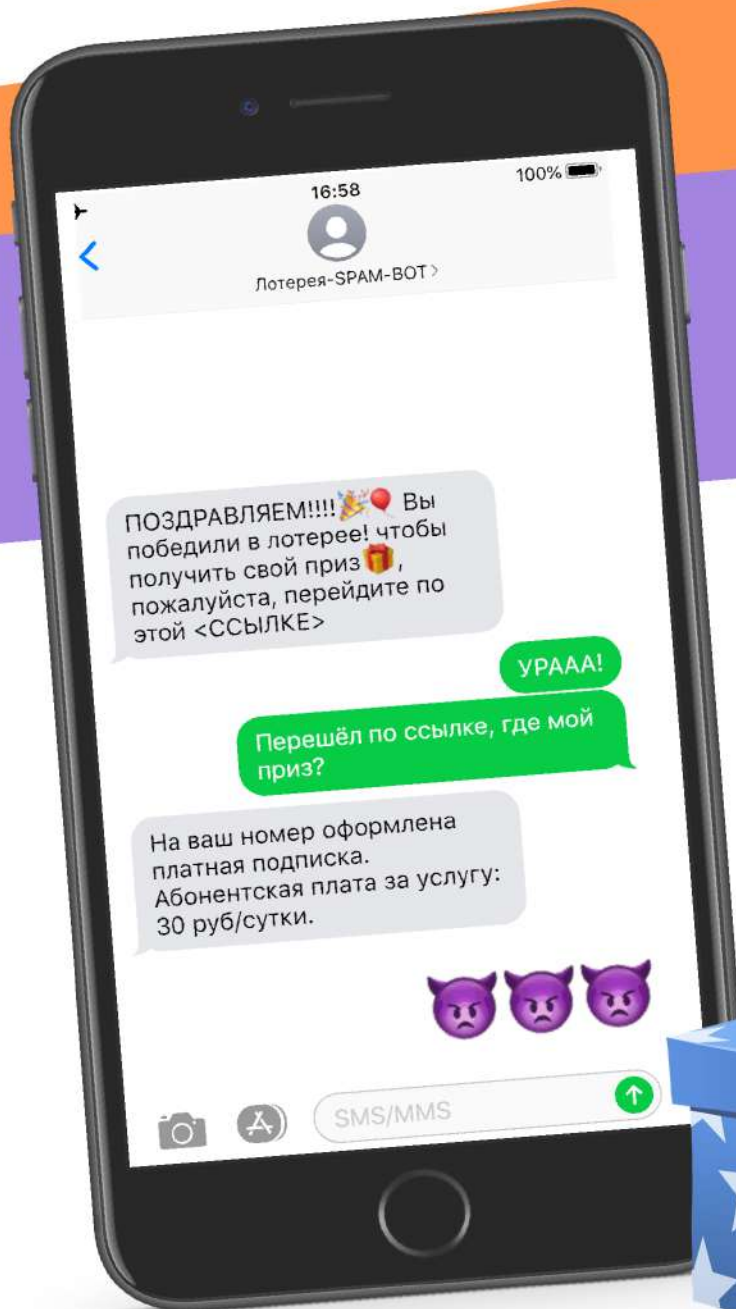 16:58
100%
Лотерея-SPAM-BOT
ПОЗДРАВЛЯЕМ!!!!🎉🎈 Вы
победили в лотерее! чтобы
получить свой приз🎁,
пожалуйста, перейдите по
этой <ССЫЛКЕ>
УРААА!
Перешёл по ссылке, где мой
приз?
На ваш номер оформлена
платная подписка.
Абонентская плата за услугу:
30 руб/сутки.
👿👿👿
SMS/MMS